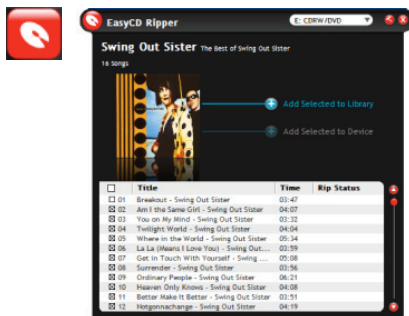 EasyCD Ripper
E: CDRW/DVD
Swing Out Sister The Best of Swing Out Sister
16 Songs
Add Selected to Library
Add Selected to Device
Title Time Rip Status
01 Breakout - Swing Out Sister 03:47
02 Am I the Same Girl - Swing Out Sister 04:07
03 You on My Mind - Swing Out Sister 03:32
04 Twilight World - Swing Out Sister 04:04
05 Where in the World - Swing Out Sister 05:34
06 La La (Means I Love You) - Swing Out... 03:59
07 Get in Touch With Yourself - Swing ... 05:08
08 Surrender - Swing Out Sister 03:56
09 Ordinary People - Swing Out Sister 06:21
10 Heaven Only Knows - Swing Out Sister 04:08
11 Better Make It Better - Swing Out Sister 03:51
12 Notgonnachange - Swing Out Sister 04:19